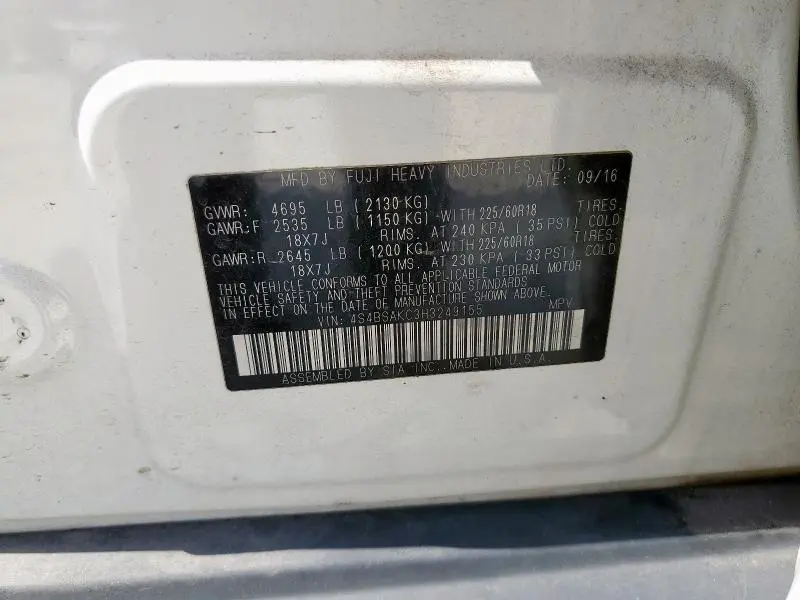 MFD BY FUJI HEAVY INDUSTRIES LTD.
DATE: 09/16
GVWR: 4695 LB ( 2130 KG)
GAWR:F 2535 LB ( 1150 KG) -WITH 225/60R18 TIRES.
18X7J RIMS. AT 240 KPA ( 35 PSI) COLD
GAWR:R 2645 LB ( 1200 KG) -WITH 225/60R18 TIRES.
18X7J RIMS. AT 230 KPA ( 33 PSI) COLD
THIS VEHICLE CONFORMS TO ALL APPLICABLE FEDERAL MOTOR
VEHICLE SAFETY AND THEFT PREVENTION STANDARDS
IN EFFECT ON THE DATE OF MANUFACTURE SHOWN ABOVE.
VIN: 4S4BSAKC3H3249155 MPV
ASSEMBLED BY SIA INC. MADE IN U.S.A.